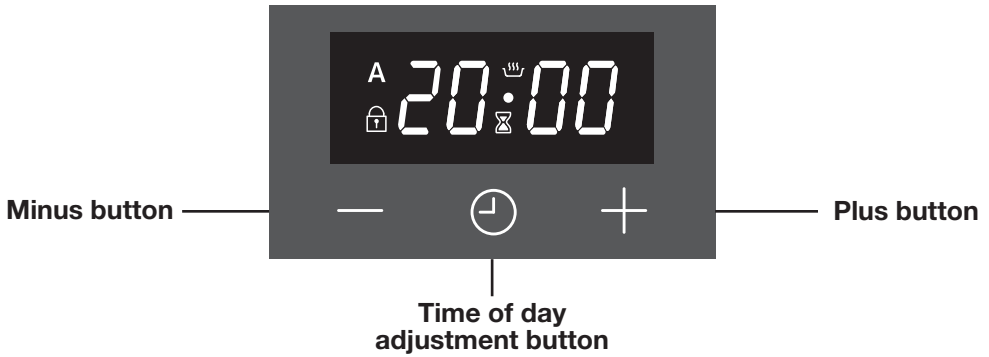 A
20:00
Minus button
Plus button
Time of day
adjustment button